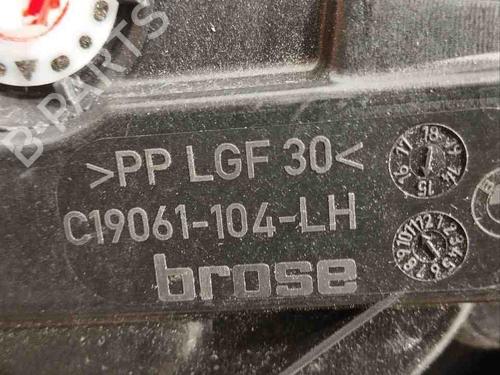 >PP LGF 30<
C19061-104-LH
brose
B-PARTS